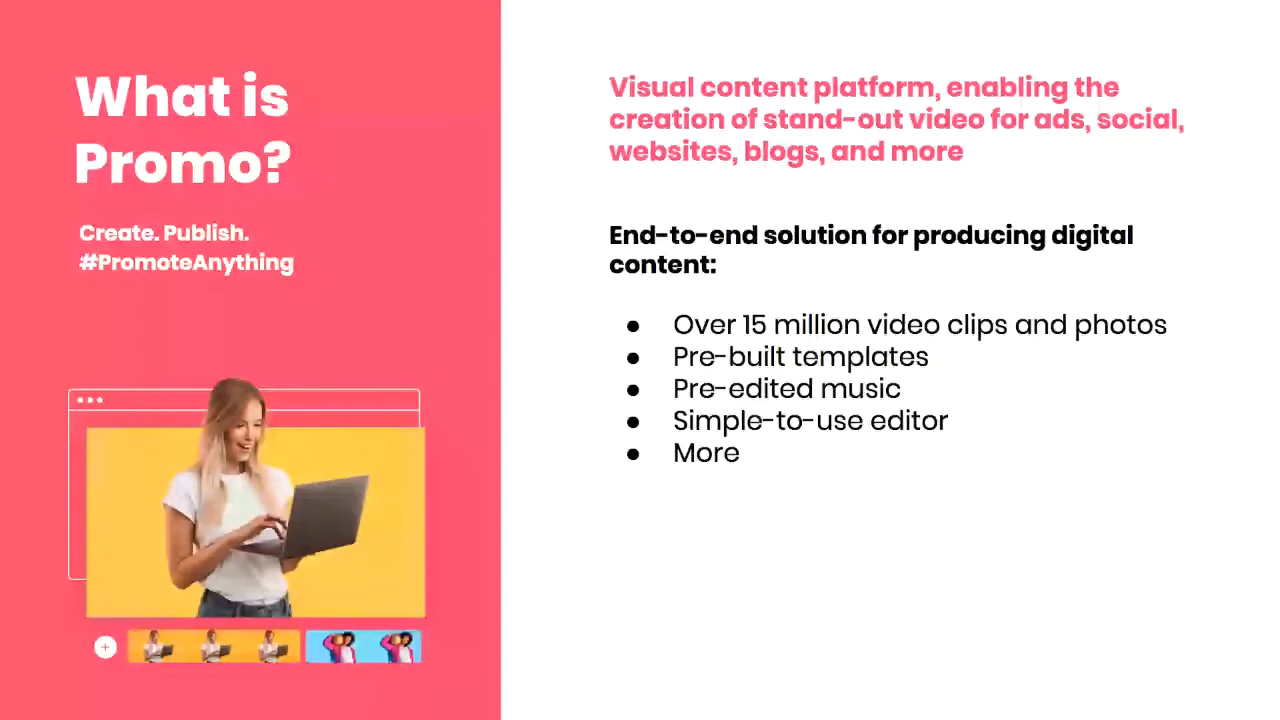 What is
Promo?
Create. Publish.
#PromoteAnything
Visual content platform, enabling the
creation of stand-out video for ads, social,
websites, blogs, and more
End-to-end solution for producing digital
content:
● Over 15 million video clips and photos
● Pre-built templates
● Pre-edited music
● Simple-to-use editor
● More